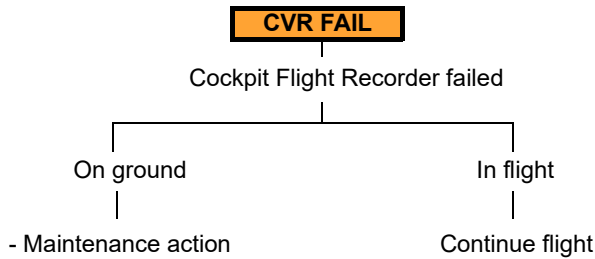 CVR FAIL
Cockpit Flight Recorder failed
On ground
In flight
- Maintenance action
Continue flight